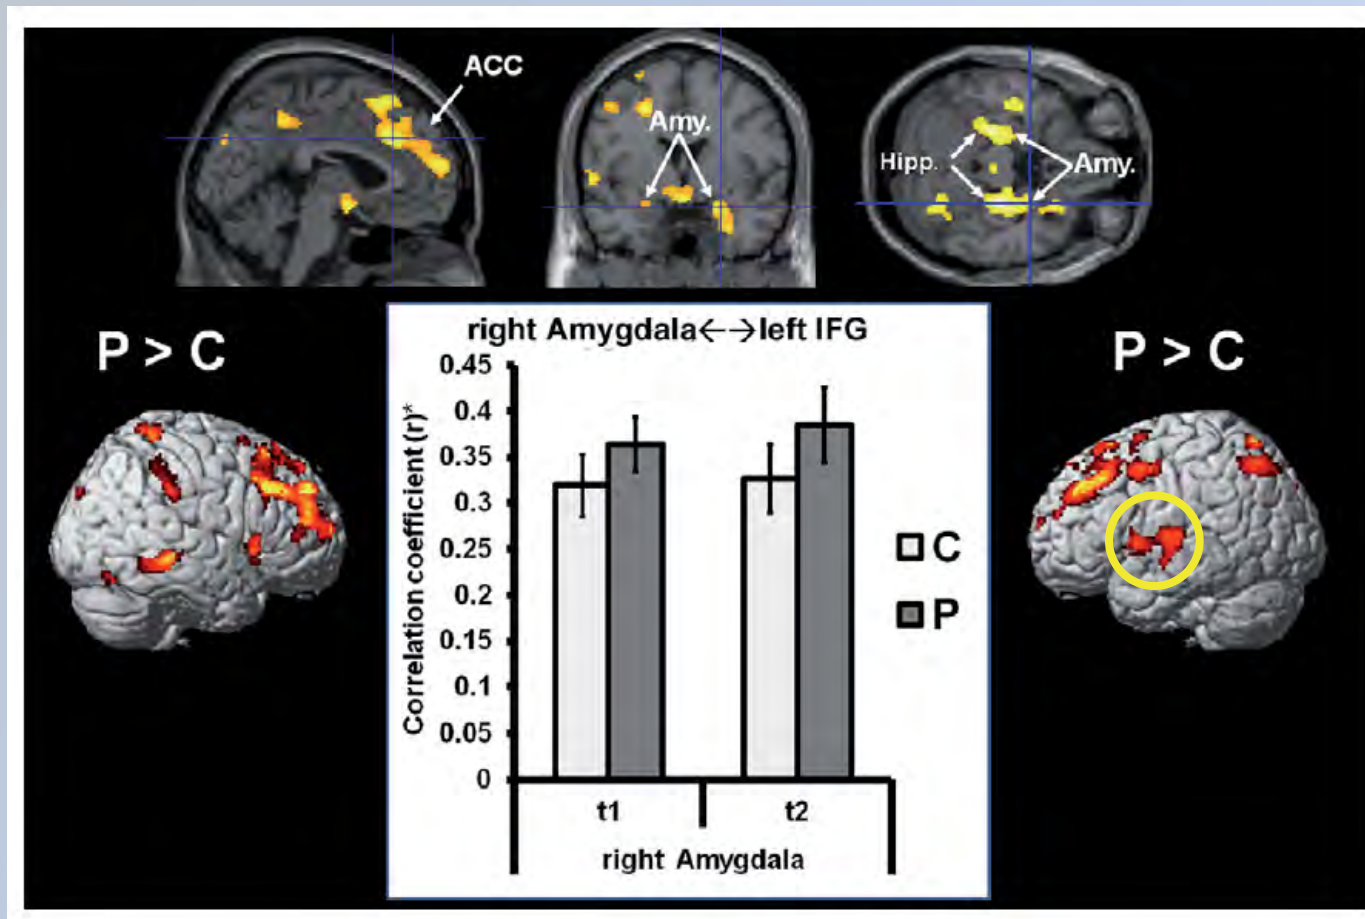 ACC
Amy.
Hipp.
Amy.
P > C
P > C
right Amygdala←→left IFG
Correlation coefficient (r)*
0.45
0.4
0.35
0.3
0.25
0.2
0.15
0.1
0.05
0
C
P
t1 t2
right Amygdala